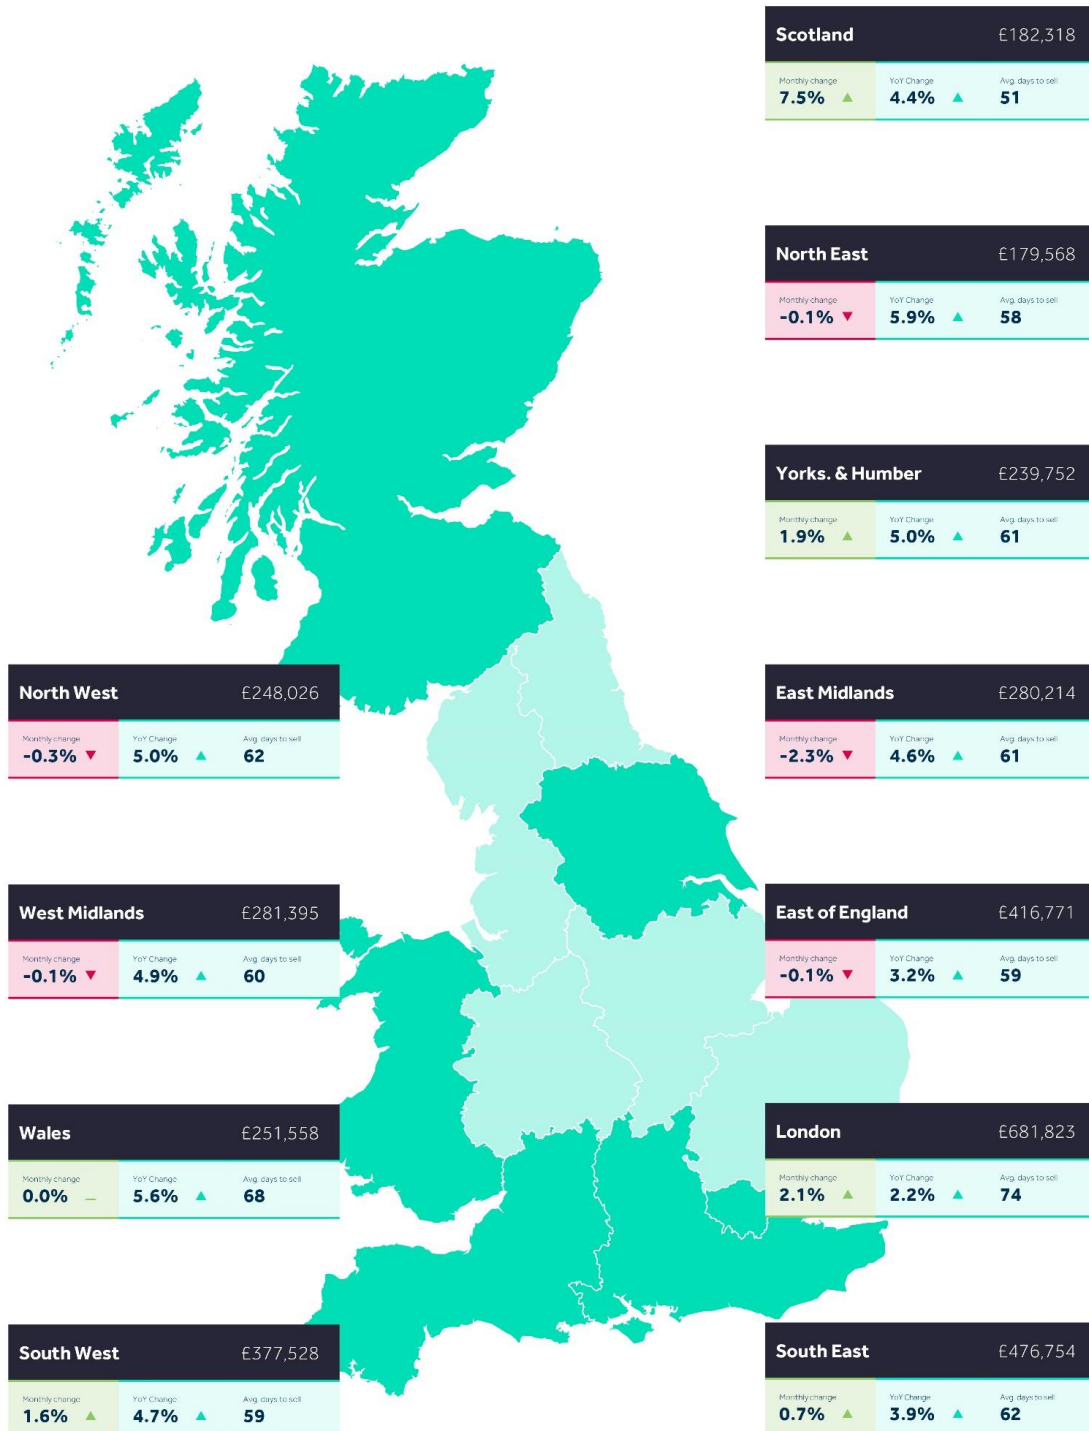 Scotland £182,318
Monthly change YoY Change Avg. days to sell
7.5% 4.4% 51
North East £179,568
Monthly change YoY Change Avg. days to sell
-0.1% 5.9% 58
Yorks. & Humber £239,752
Monthly change YoY Change Avg. days to sell
1.9% 5.0% 61
North West £248,026
Monthly change YoY Change Avg. days to sell
-0.3% 5.0% 62
East Midlands £280,214
Monthly change YoY Change Avg. days to sell
-2.3% 4.6% 61
West Midlands £281,395
Monthly change YoY Change Avg. days to sell
-0.1% 4.9% 60
East of England £416,771
Monthly change YoY Change Avg. days to sell
-0.1% 3.2% 59
Wales £251,558
Monthly change YoY Change Avg. days to sell
0.0% 5.6% 68
London £681,823
Monthly change YoY Change Avg. days to sell
2.1% 2.2% 74
South West £377,528
Monthly change YoY Change Avg. days to sell
1.6% 4.7% 59
South East £476,754
Monthly change YoY Change Avg. days to sell
0.7% 3.9% 62